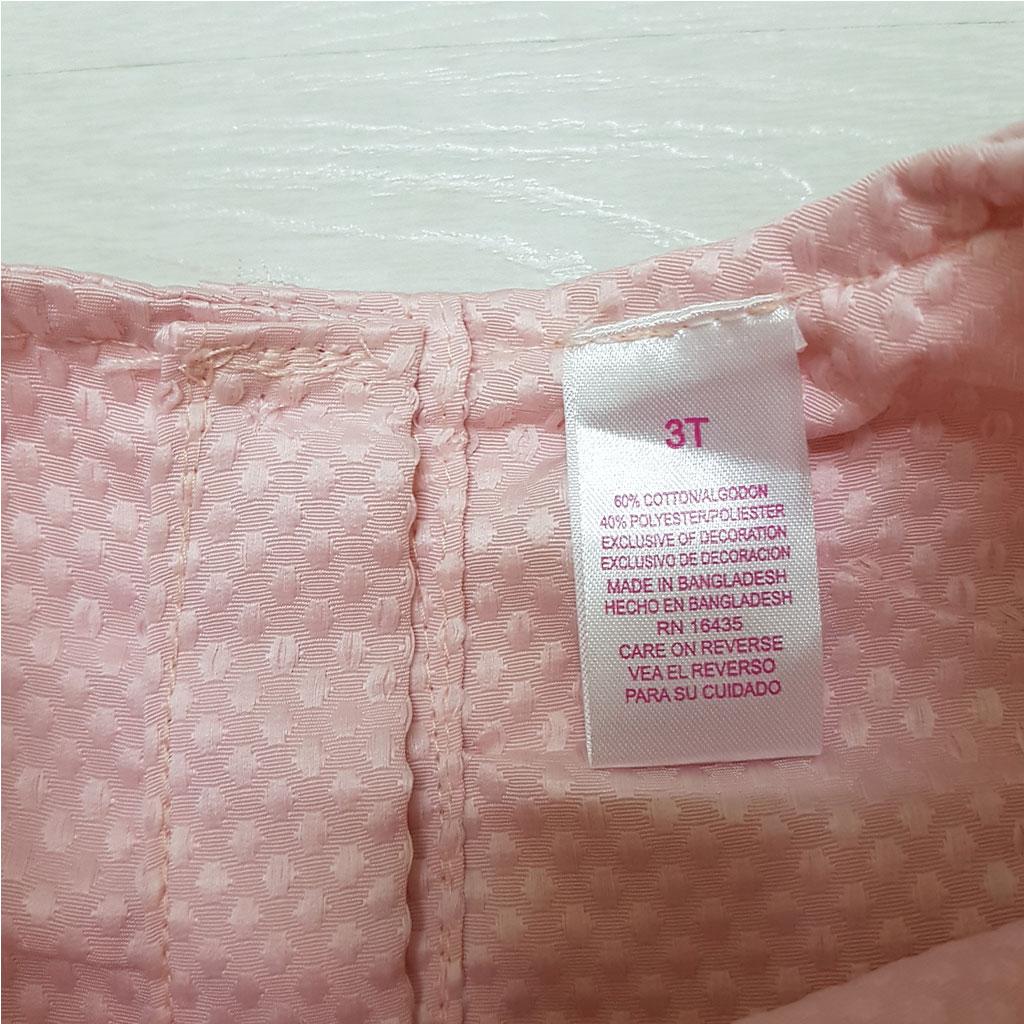 3T
60% COTTON/ALGODON
40% POLYESTER/POLIESTER
EXCLUSIVE OF DECORATION
EXCLUSIVO DE DECORACION
MADE IN BANGLADESH
HECHO EN BANGLADESH
RN 16435
CARE ON REVERSE
VEA EL REVERSO
PARA SU CUIDADO